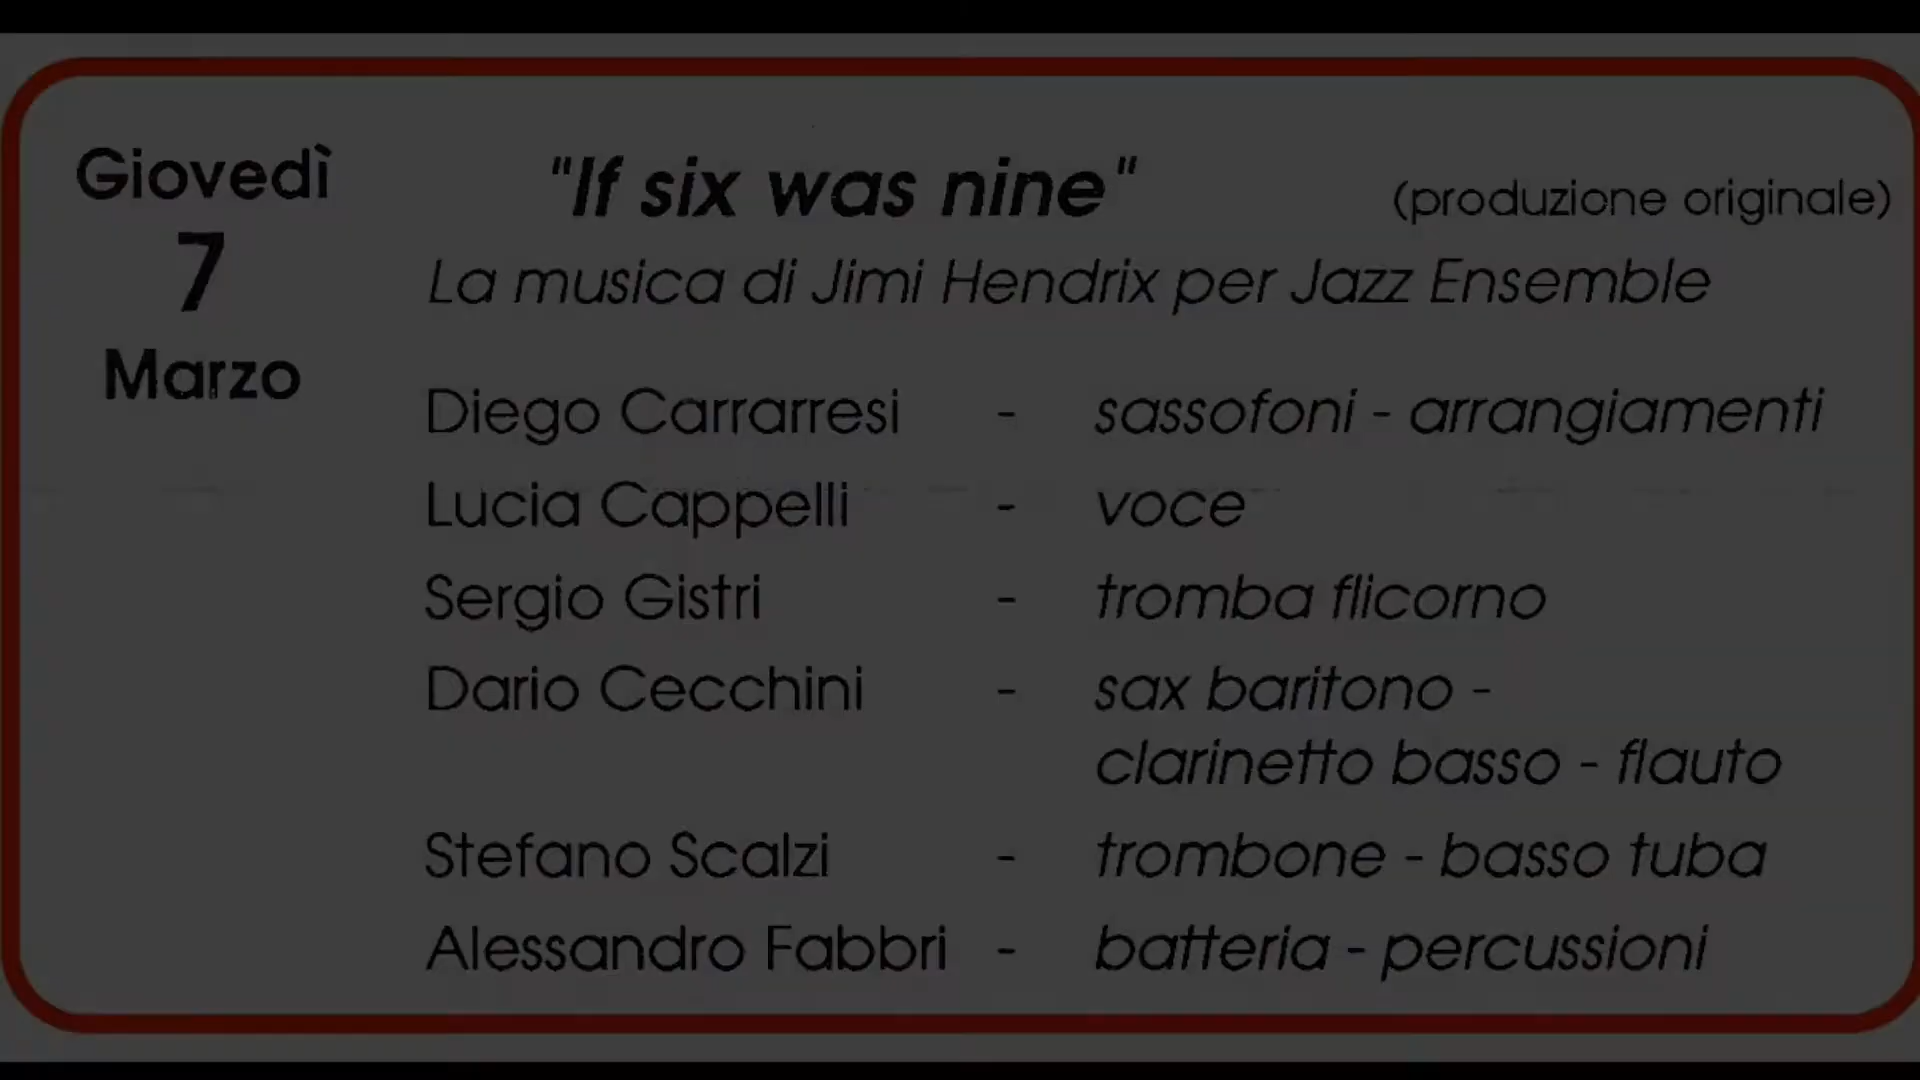 Giovedì
7
Marzo
"If six was nine" (produzione originale)
La musica di Jimi Hendrix per Jazz Ensemble
Diego Carrarresi - sassofoni - arrangiamenti
Lucia Cappelli - voce
Sergio Gistri - tromba flicorno
Dario Cecchini - sax baritono -
clarinetto basso - flauto
Stefano Scalzi - trombone - basso tuba
Alessandro Fabbri - batteria - percussioni